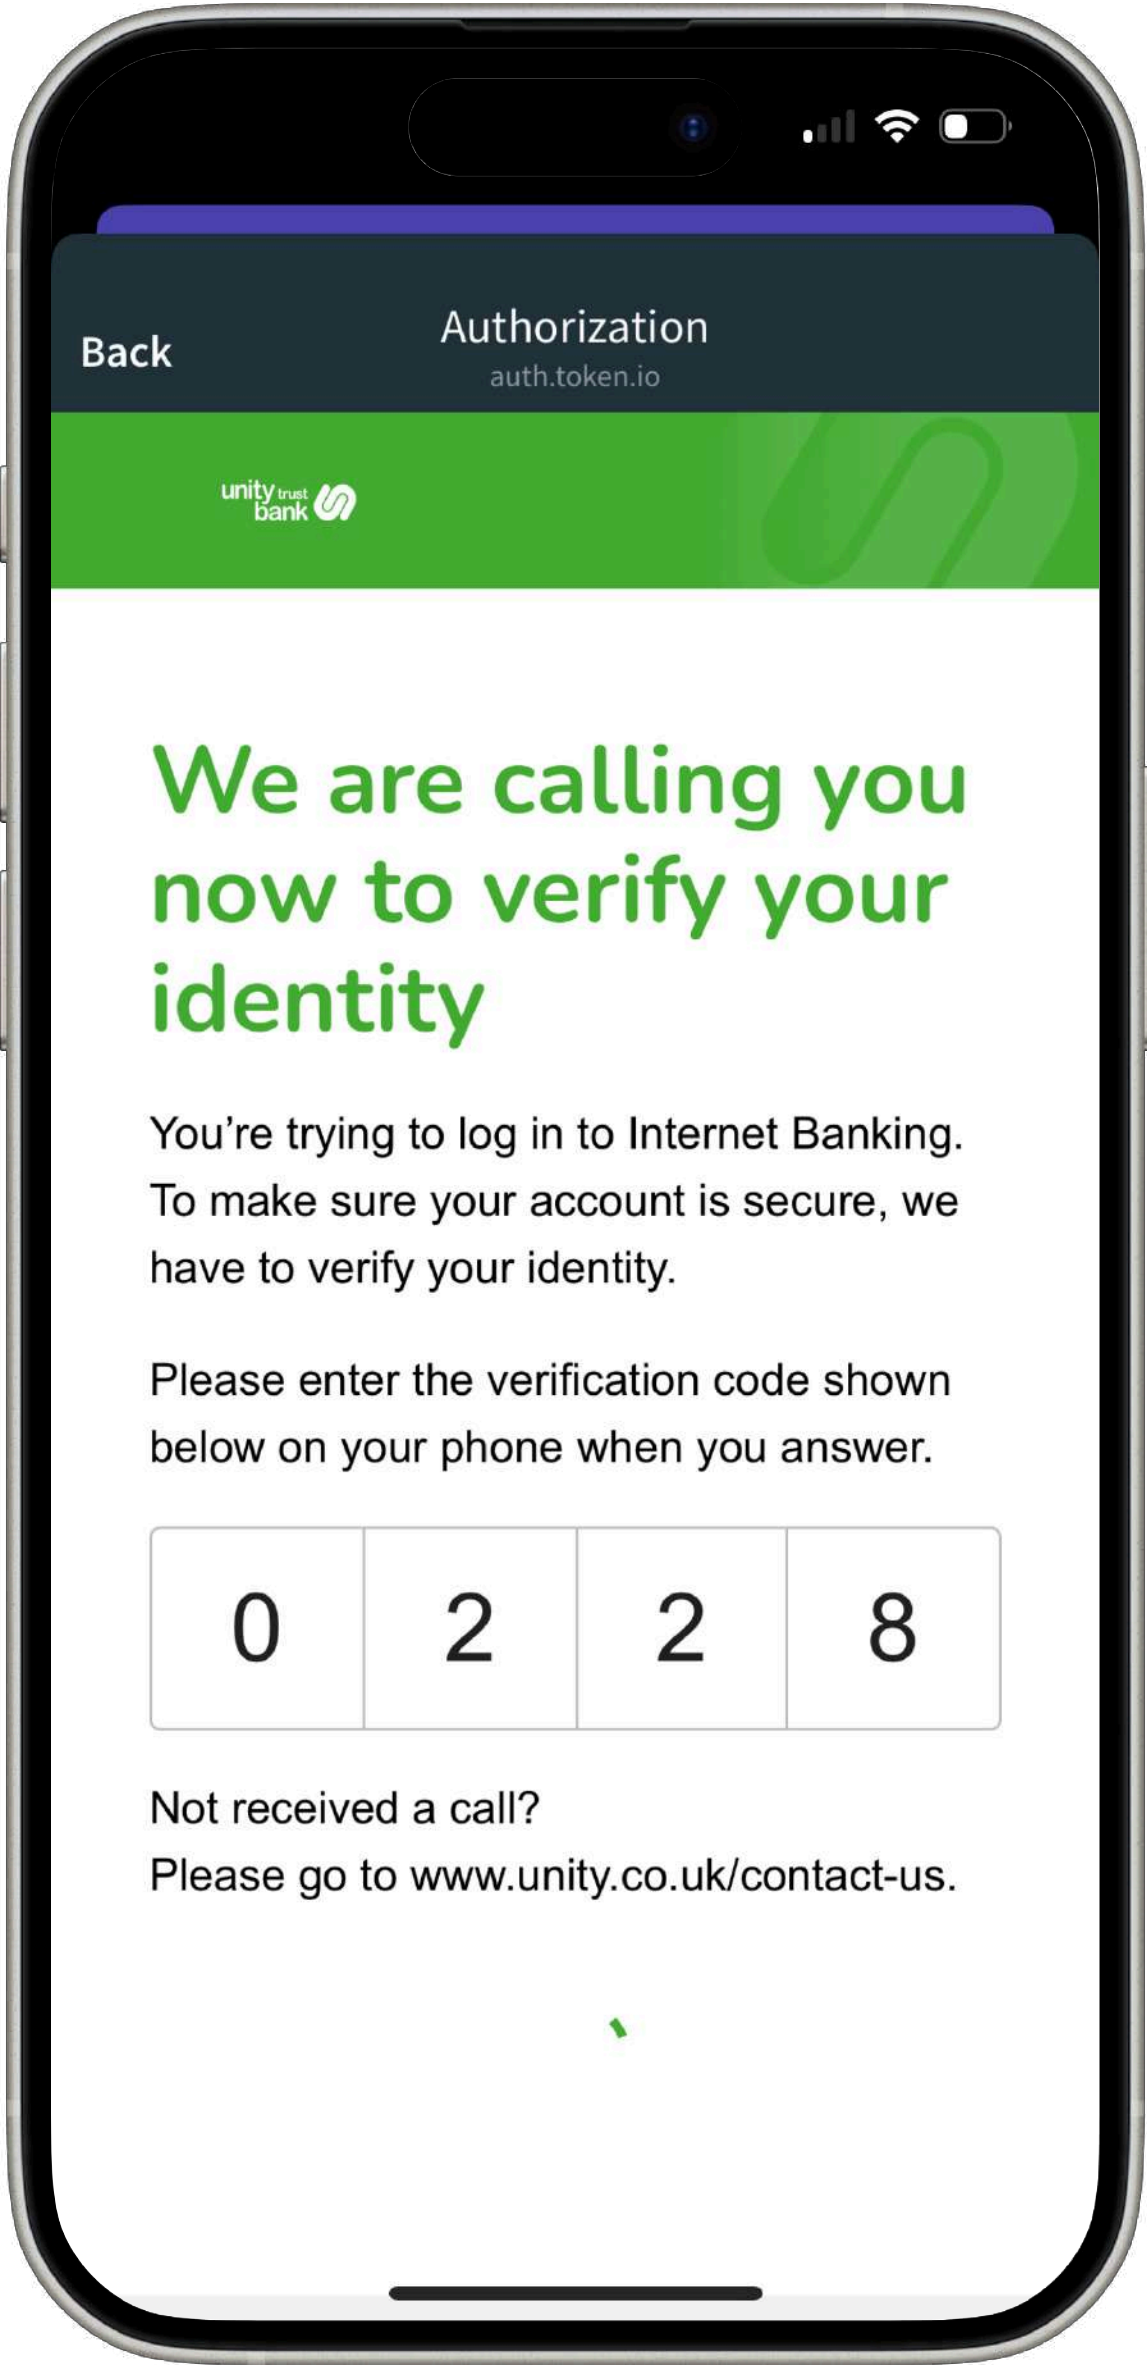 Back
Authorization
auth.token.io
unity trust
bank
We are calling you
now to verify your
identity
You’re trying to log in to Internet Banking.
To make sure your account is secure, we
have to verify your identity.
Please enter the verification code shown
below on your phone when you answer.
0 2 2 8
Not received a call?
Please go to www.unity.co.uk/contact-us.